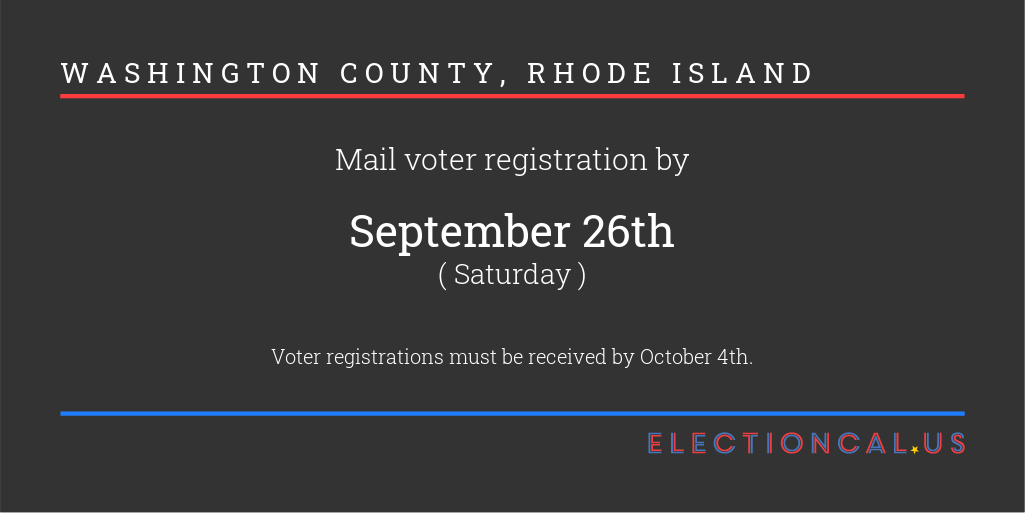 WASHINGTON COUNTY, RHODE ISLAND
Mail voter registration by
September 26th
( Saturday )
Voter registrations must be received by October 4th.
ELECTIONCAL.US